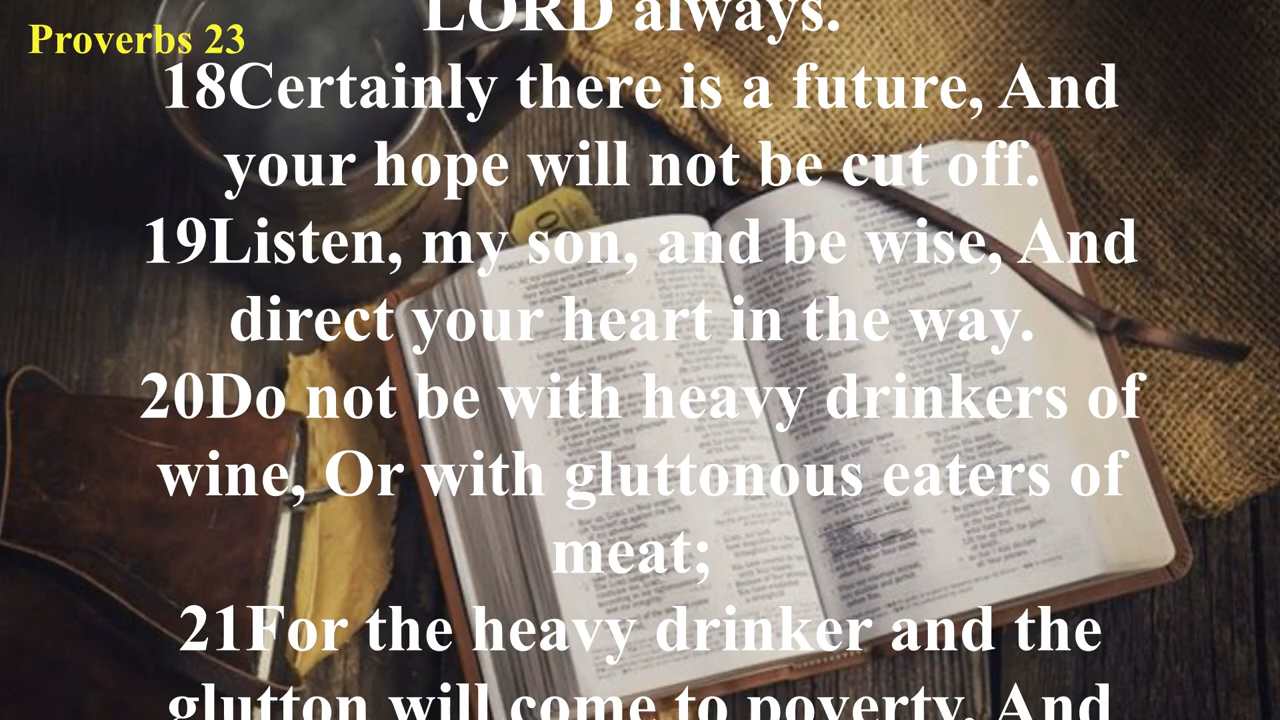 LORD always.
Proverbs 23
18Certainly there is a future, And
your hope will not be cut off.
19Listen, my son, and be wise, And
direct your heart in the way.
20Do not be with heavy drinkers of
wine, Or with gluttonous eaters of
meat;
21For the heavy drinker and the
glutton will come to poverty, And